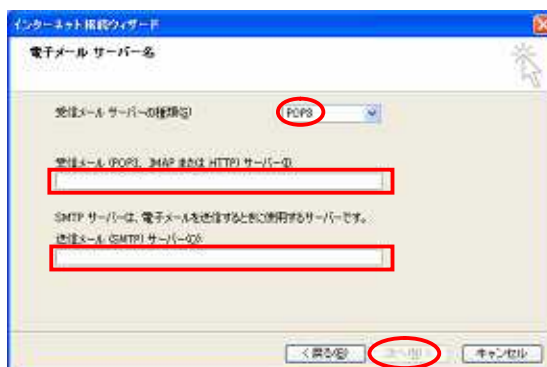 インターネット接続ウィザード
電子メール サーバー名
受信メール サーバーの種類(S) POP3
受信メール (POP3、IMAP または HTTP) サーバー(I):
SMTP サーバーは、電子メールを送信するときに使用するサーバーです。
送信メール (SMTP) サーバー(O):
< 戻る(B) 次へ(N) > キャンセル